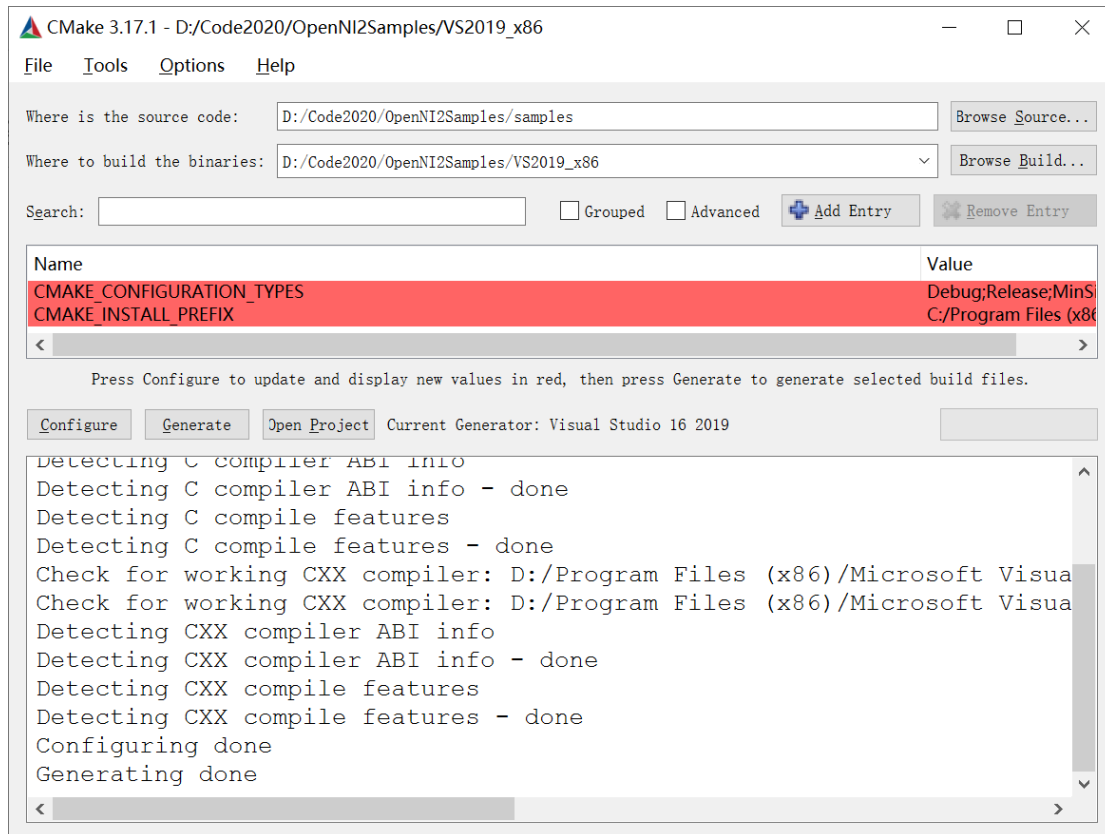 CMake 3.17.1 - D:/Code2020/OpenNI2Samples/VS2019_x86
File Tools Options Help
Where is the source code: D:/Code2020/OpenNI2Samples/samples Browse Source...
Where to build the binaries: D:/Code2020/OpenNI2Samples/VS2019_x86 Browse Build...
Search: Grouped Advanced Add Entry Remove Entry
Name Value
CMAKE_CONFIGURATION_TYPES Debug;Release;MinSi
CMAKE_INSTALL_PREFIX C:/Program Files (x86
Press Configure to update and display new values in red, then press Generate to generate selected build files.
Configure Generate Open Project Current Generator: Visual Studio 16 2019
Detecting C compiler ABI info
Detecting C compiler ABI info - done
Detecting C compile features
Detecting C compile features - done
Check for working CXX compiler: D:/Program Files (x86)/Microsoft Visua
Check for working CXX compiler: D:/Program Files (x86)/Microsoft Visua
Detecting CXX compiler ABI info
Detecting CXX compiler ABI info - done
Detecting CXX compile features
Detecting CXX compile features - done
Configuring done
Generating done